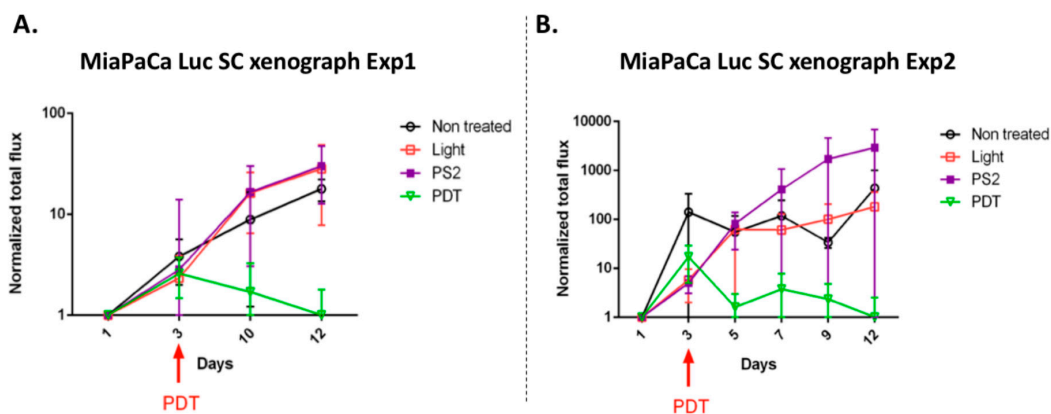 A.
MiaPaCa Luc SC xenograph Exp1
Normalized total flux
100
10
1
1
3
10
12
Days
PDT
Non treated
Light
PS2
PDT
B.
MiaPaCa Luc SC xenograph Exp2
Normalized total flux
10000
1000
100
10
1
1
3
5
7
9
12
Days
PDT
Non treated
Light
PS2
PDT